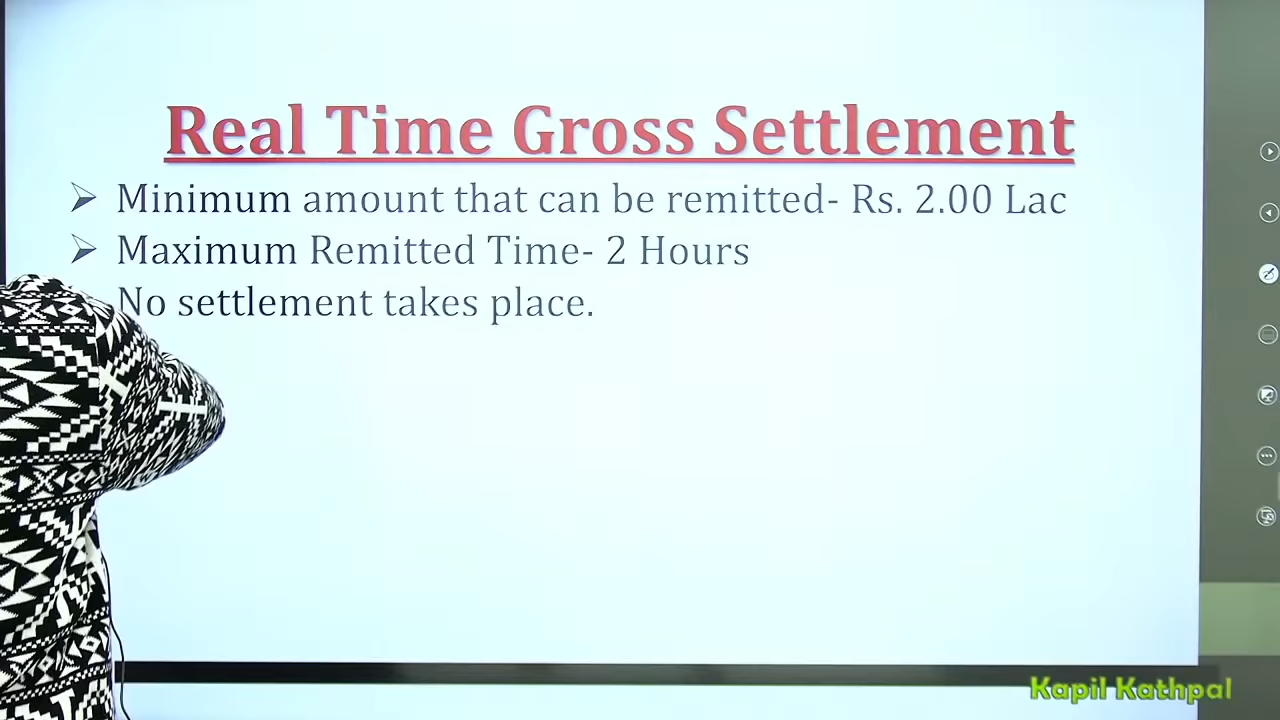 Real Time Gross Settlement
Minimum amount that can be remitted- Rs. 2.00 Lac
Maximum Remitted Time- 2 Hours
No settlement takes place.
Kapil Kathpal